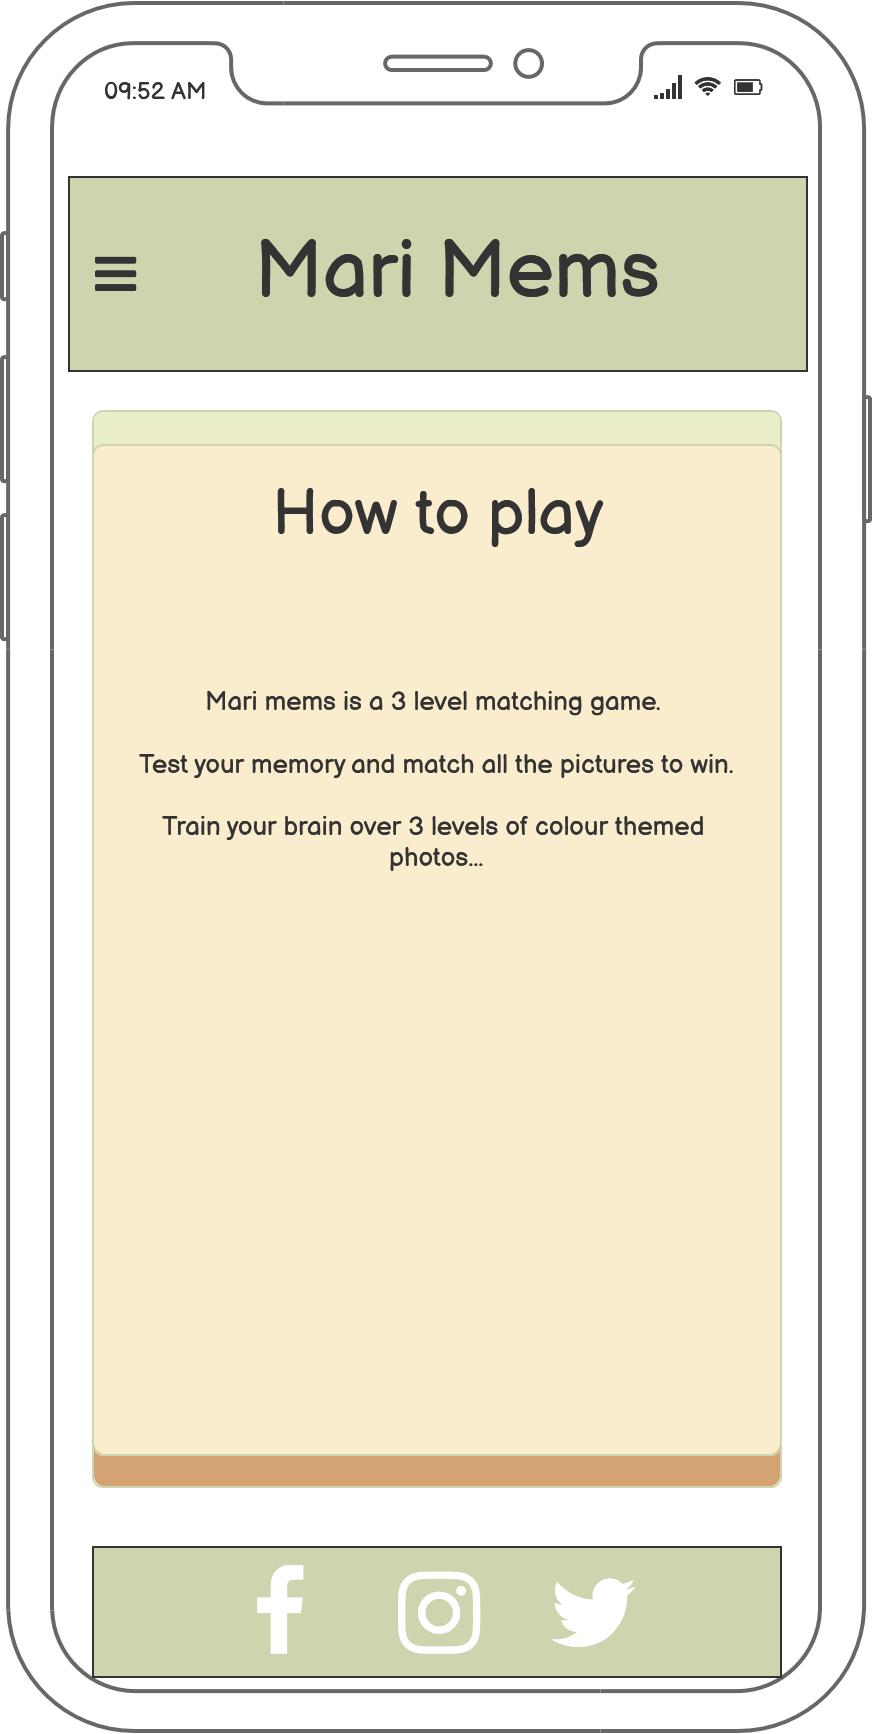 09:52 AM
Mari Mems
How to play
Mari mems is a 3 level matching game.
Test your memory and match all the pictures to win.
Train your brain over 3 levels of colour themed
photos...